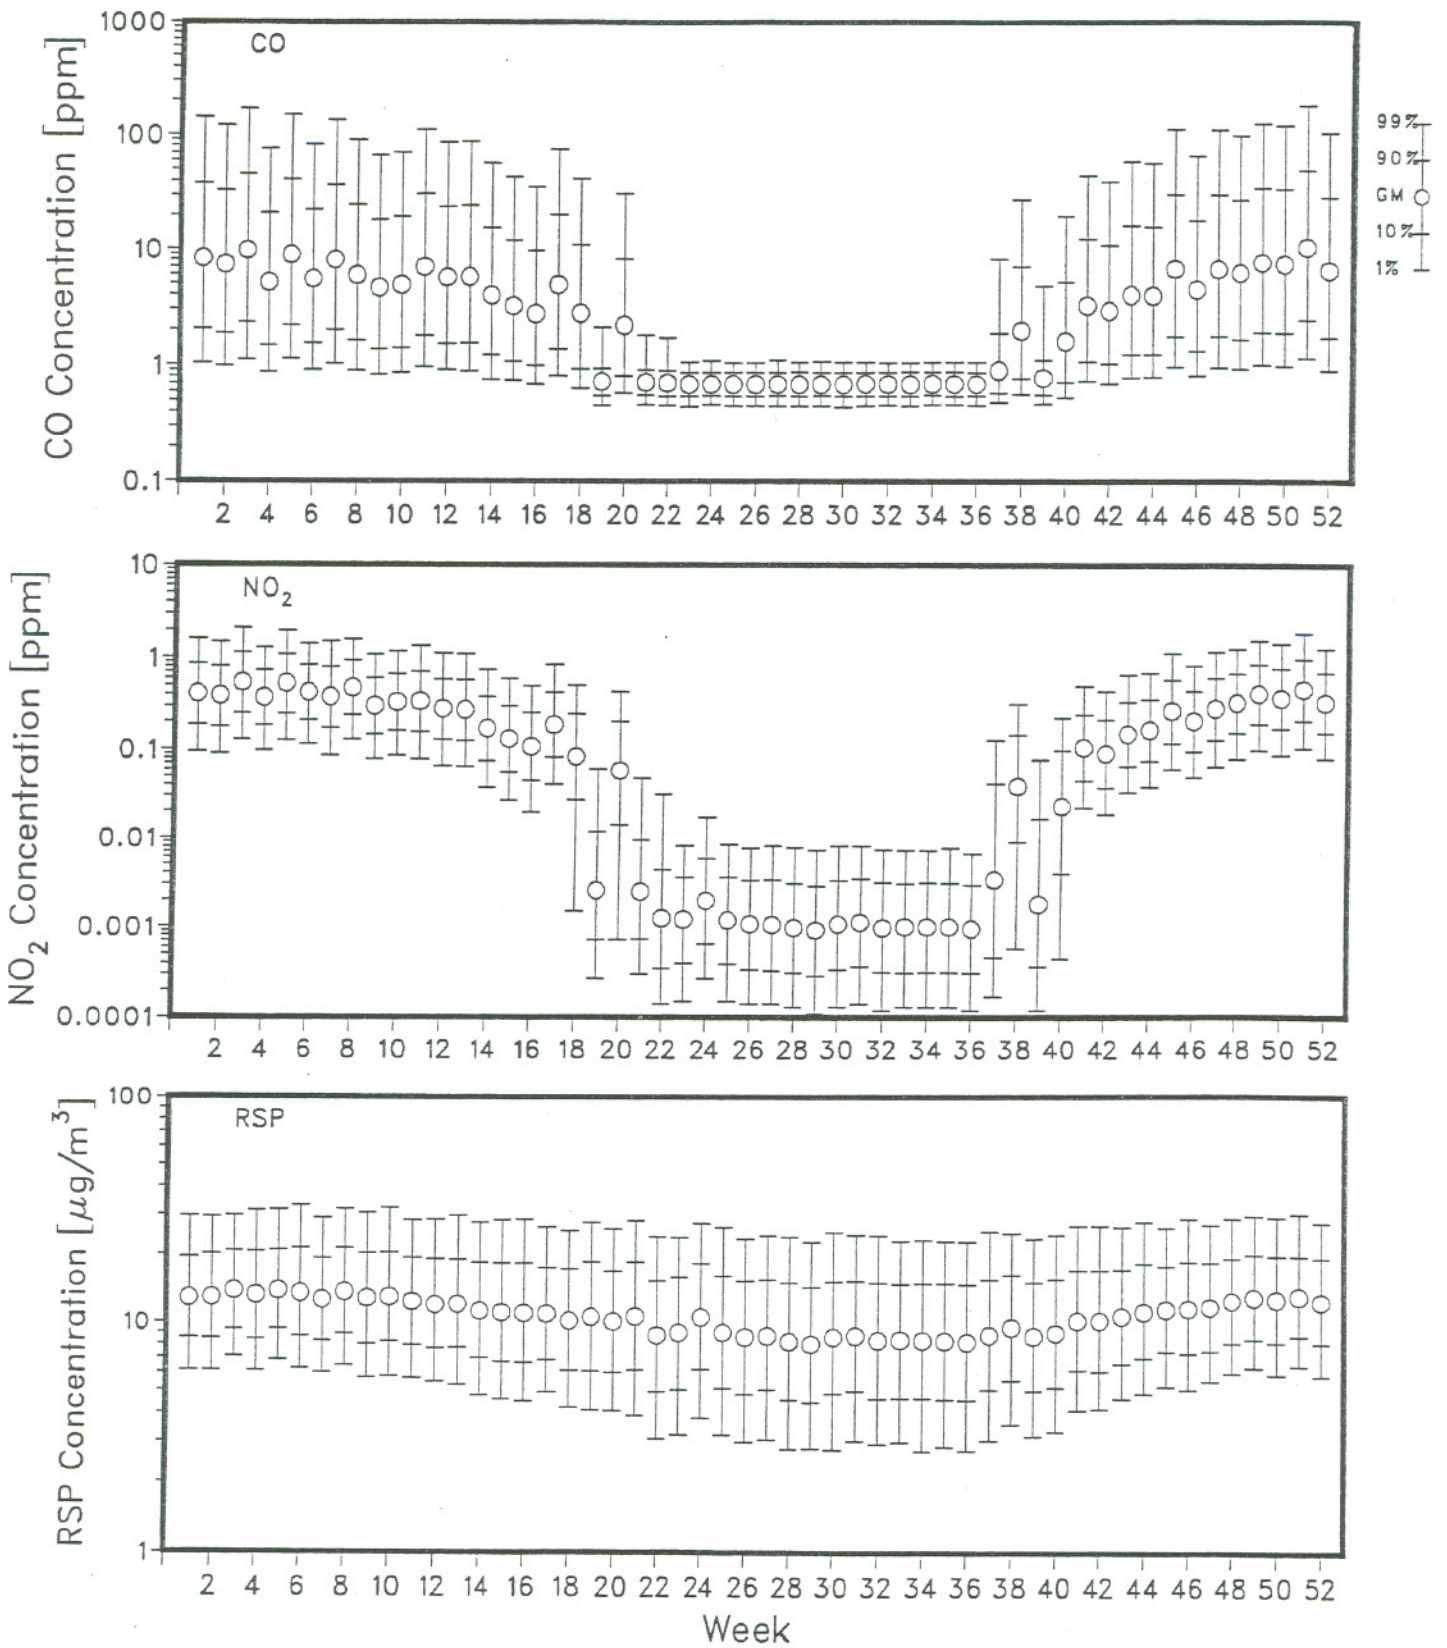 CO Concentration [ppm]
1000
100
10
1
0.1
CO
99%
90%
GM
10%
1%
2 4 6 8 10 12 14 16 18 20 22 24 26 28 30 32 34 36 38 40 42 44 46 48 50 52
NO₂ Concentration [ppm]
10
1
0.1
0.01
0.001
0.0001
NO₂
2 4 6 8 10 12 14 16 18 20 22 24 26 28 30 32 34 36 38 40 42 44 46 48 50 52
RSP Concentration [μg/m³]
100
10
1
RSP
2 4 6 8 10 12 14 16 18 20 22 24 26 28 30 32 34 36 38 40 42 44 46 48 50 52
Week